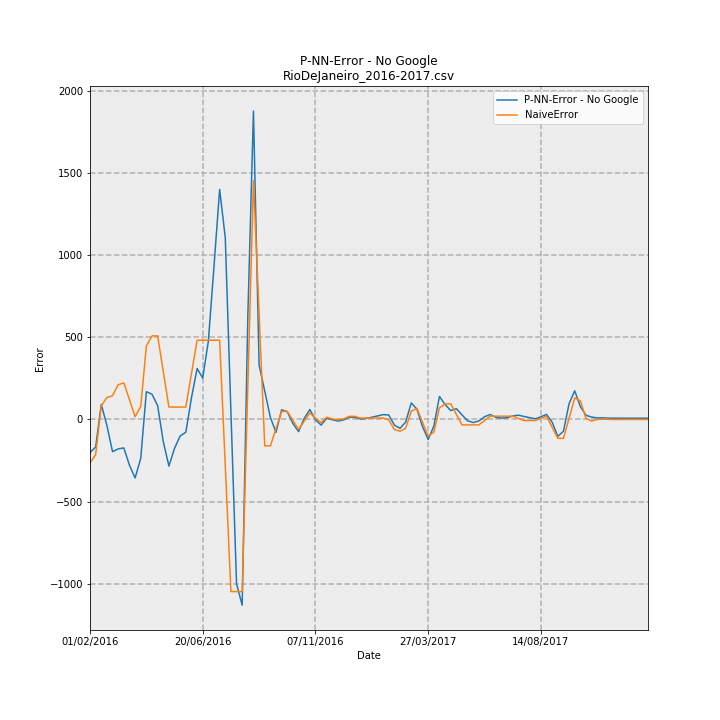 P-NN-Error - No Google
RioDeJaneiro_2016-2017.csv
P-NN-Error - No Google
NaiveError
2000
1500
1000
500
0
−500
−1000
Error
01/02/2016
20/06/2016
07/11/2016
27/03/2017
14/08/2017
Date